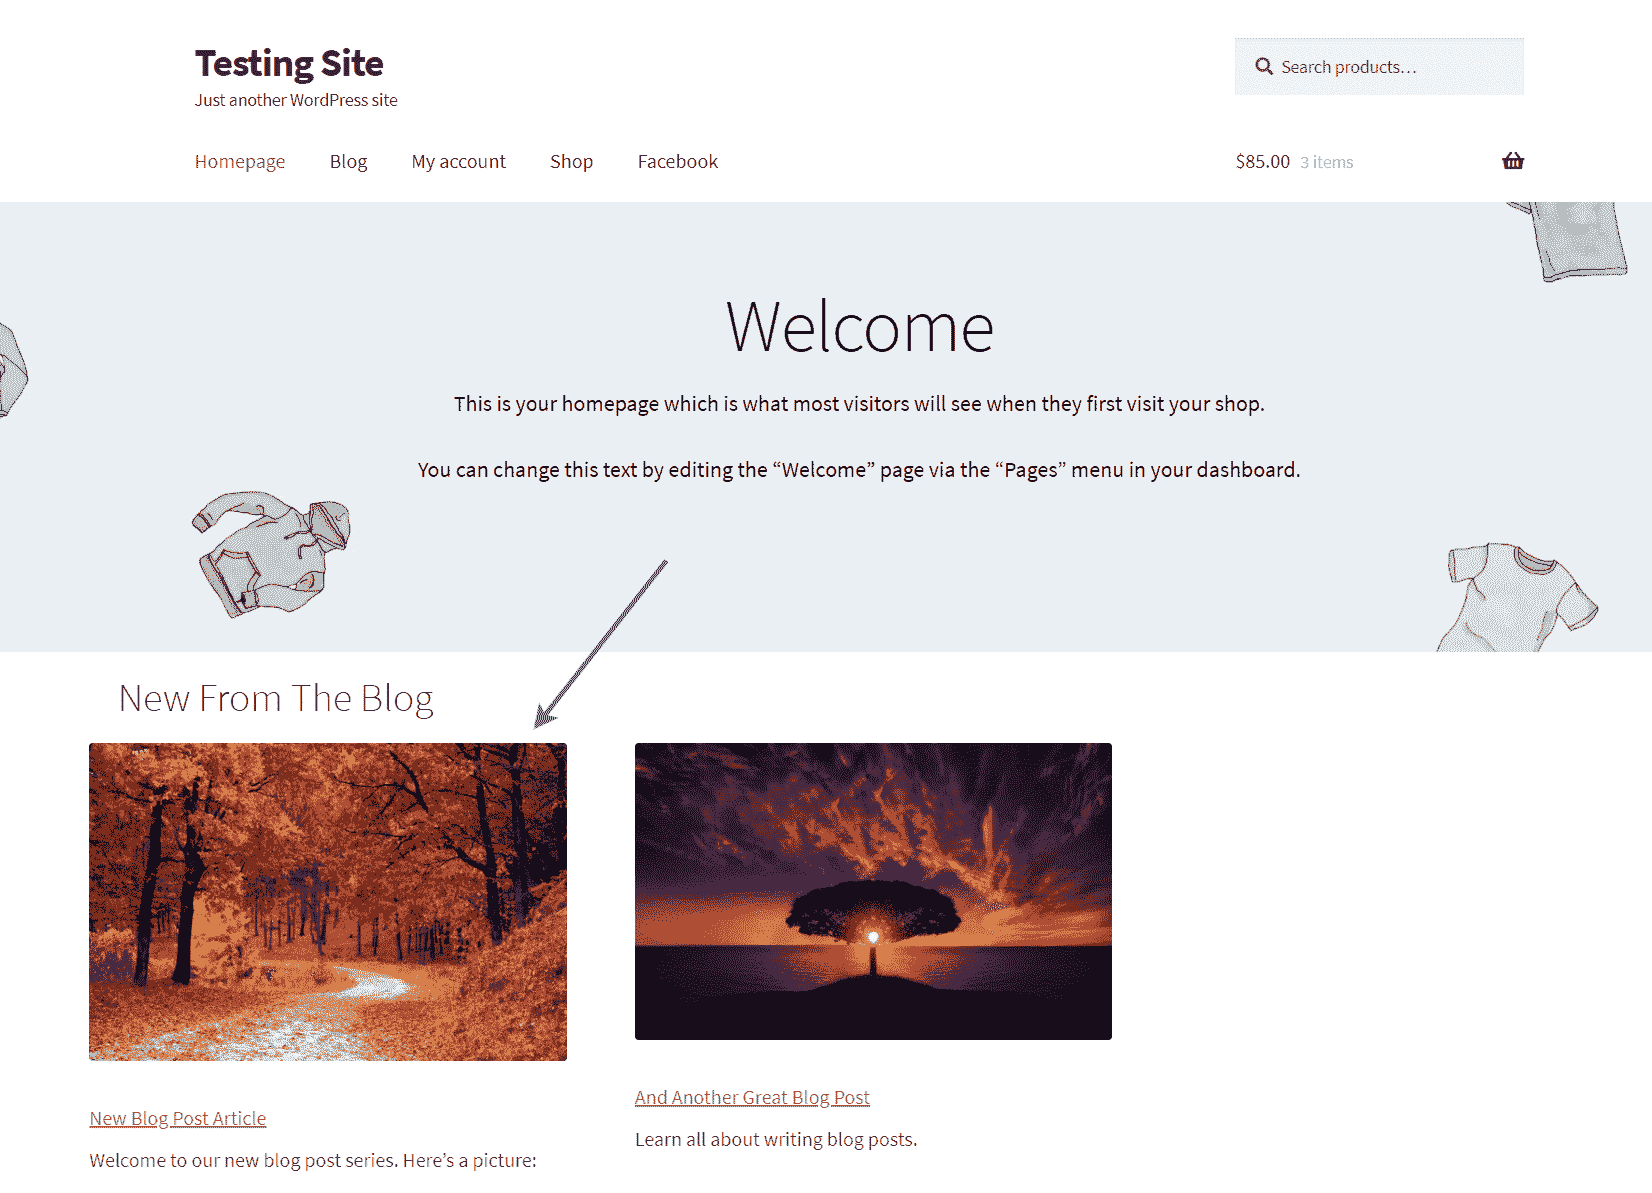 Testing Site
Just another WordPress site
Search products…
Homepage Blog My account Shop Facebook
$85.00 3 items
Welcome
This is your homepage which is what most visitors will see when they first visit your shop.
You can change this text by editing the “Welcome” page via the “Pages” menu in your dashboard.
New From The Blog
New Blog Post Article
Welcome to our new blog post series. Here’s a picture:
And Another Great Blog Post
Learn all about writing blog posts.